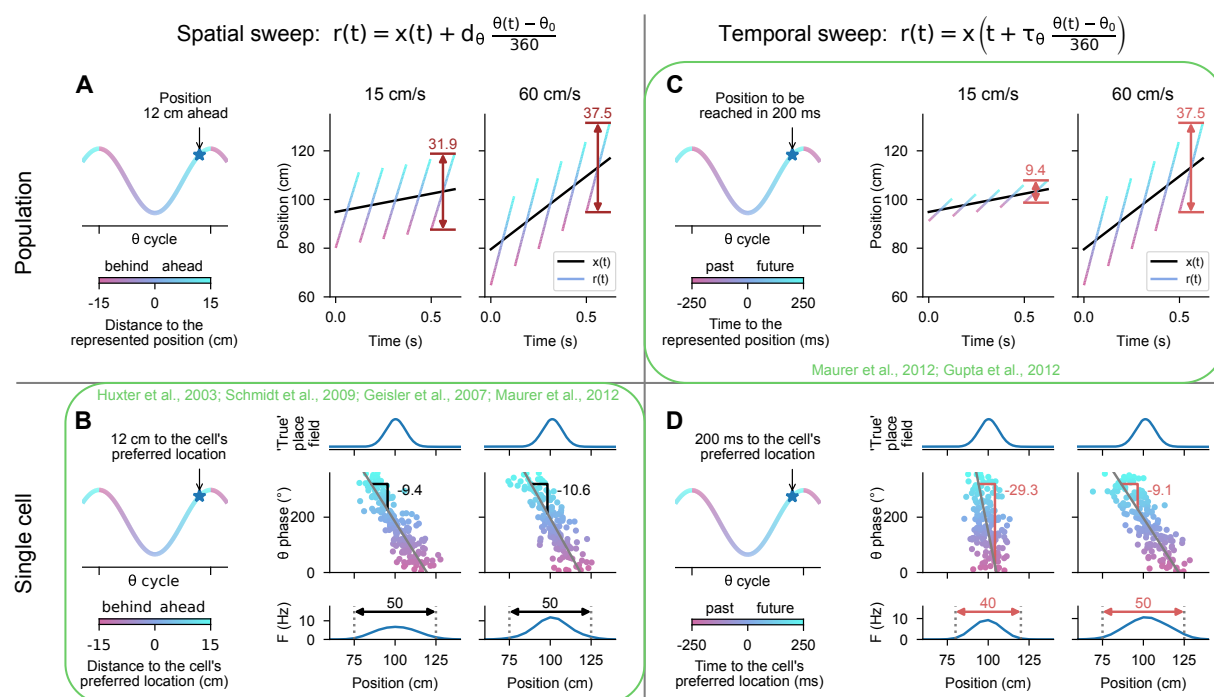 Spatial sweep: r(t) = x(t) + d_θ (θ(t) − θ₀)/360
Temporal sweep: r(t) = x(t + τ_θ (θ(t) − θ₀)/360)
Population
A
Position
12 cm ahead
θ cycle
behind ahead
-15 0 15
Distance to the
represented position (cm)
15 cm/s
60 cm/s
Position (cm)
120
100
80
60
31.9
37.5
x(t)
r(t)
0.0 0.5
0.0 0.5
Time (s)
Time (s)
C
Position to be
reached in 200 ms
θ cycle
past future
-250 0 250
Time to the
represented position (ms)
15 cm/s
60 cm/s
Position (cm)
120
100
80
60
9.4
37.5
x(t)
r(t)
0.0 0.5
0.0 0.5
Time (s)
Time (s)
Maurer et al., 2012; Gupta et al., 2012
Single cell
Huxter et al., 2003; Schmidt et al., 2009; Geisler et al., 2007; Maurer et al., 2012
B
12 cm to the cell's
preferred location
θ cycle
behind ahead
-15 0 15
Distance to the cell's
preferred location (cm)
'True'
place
field
θ phase (°)
200
0
-9.4
-10.6
F (Hz)
10
0
50
50
75 100 125
75 100 125
Position (cm)
Position (cm)
D
200 ms to the cell's
preferred location
θ cycle
past future
-250 0 250
Time to the cell's
preferred location (ms)
'True'
place
field
θ phase (°)
200
0
-29.3
-9.1
F (Hz)
10
0
40
50
75 100 125
75 100 125
Position (cm)
Position (cm)